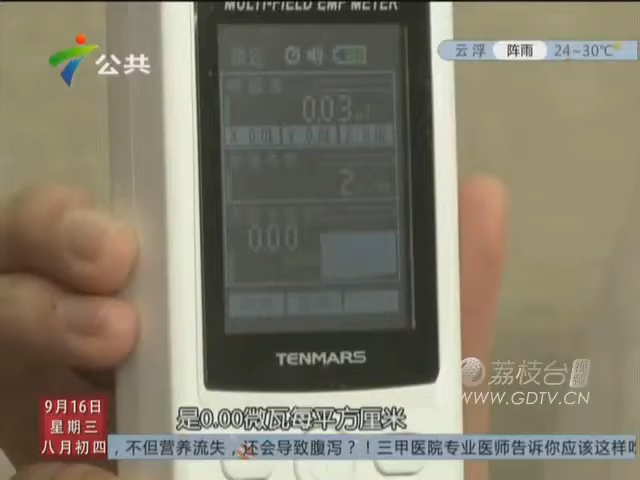 MULTI-FIELD EMF METER
公共
云浮 阵雨 24~30℃
0.03
2
0.00
TENMARS
荔枝台 视频
WWW.GDTV.CN
是0.00微瓦每平方厘米
9月16日
星期三
八月初四
，不但营养流失，还会导致腹泻？！三甲医院专业医师告诉你应该这样吃